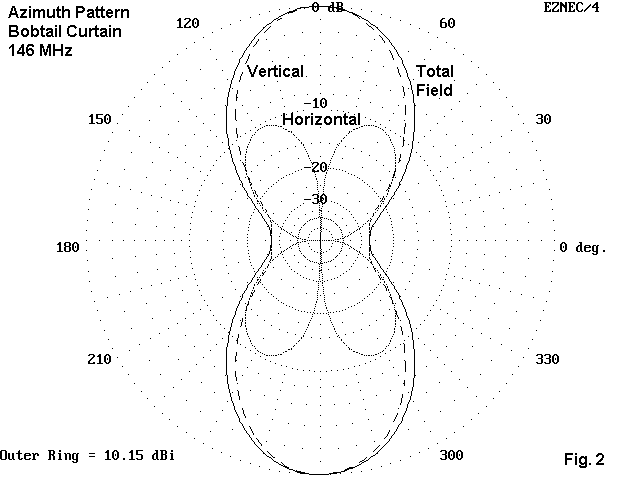 Azimuth Pattern
Bobtail Curtain
146 MHz
0 dB
EZNEC/4
120
60
Vertical
Total
Field
-10
Horizontal
150
30
-20
-30
180
0 deg.
210
330
Outer Ring = 10.15 dBi
300
Fig. 2